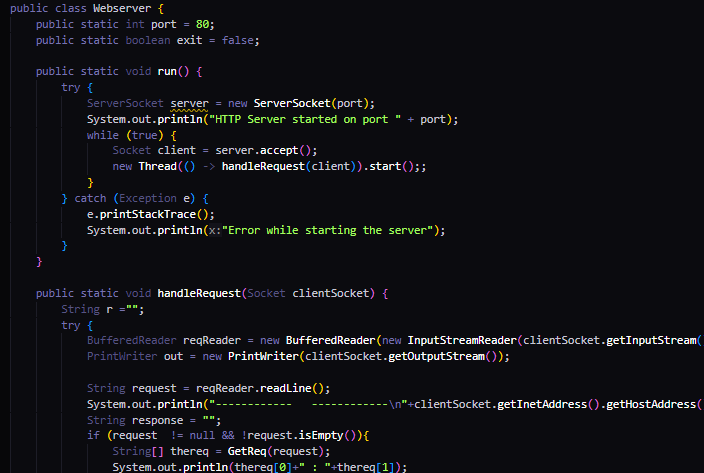 public class Webserver {
    public static int port = 80;
    public static boolean exit = false;

    public static void run() {
        try {
            ServerSocket server = new ServerSocket(port);
            System.out.println("HTTP Server started on port " + port);
            while (true) {
                Socket client = server.accept();
                new Thread(() -> handleRequest(client)).start();;
            }
        } catch (Exception e) {
            e.printStackTrace();
            System.out.println(x:"Error while starting the server");
        }
    }

    public static void handleRequest(Socket clientSocket) {
        String r ="";
        try {
            BufferedReader reqReader = new BufferedReader(new InputStreamReader(clientSocket.getInputStream(
            PrintWriter out = new PrintWriter(clientSocket.getOutputStream());

            String request = reqReader.readLine();
            System.out.println("------------   ------------\n"+clientSocket.getInetAddress().getHostAddress(
            String response = "";
            if (request  != null && !request.isEmpty()){
                String[] thereq = GetReq(request);
                System.out.println(thereq[0]+" : "+thereq[1]);